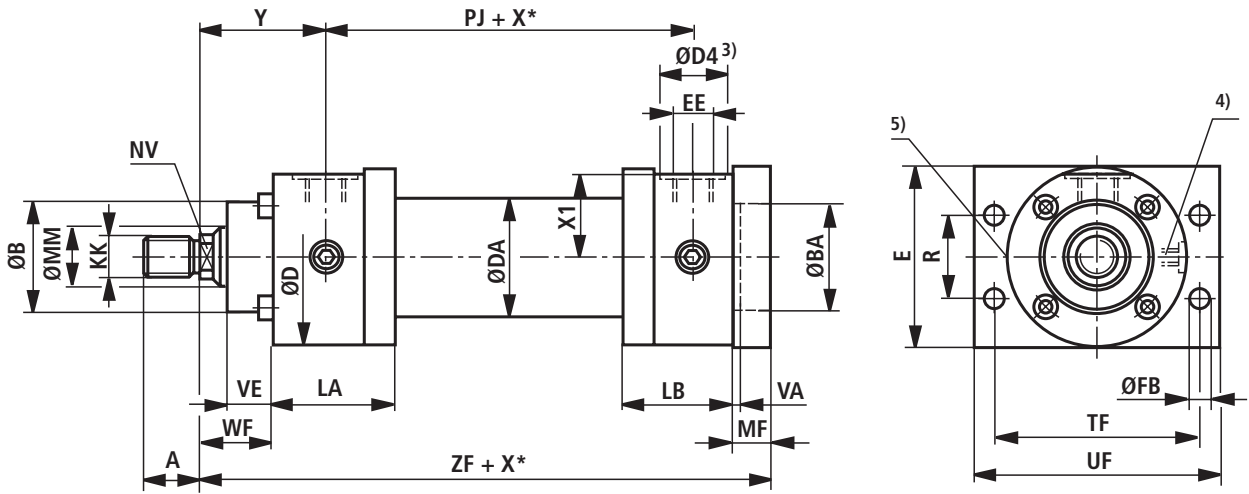 Y
PJ + X*
ØD4 3)
EE
NV
ØB
ØMM
KK
ØD
ØDA
X1
ØBA
VE
LA
LB
VA
WF
MF
A
ZF + X*
5)
4)
E
R
ØFB
TF
UF